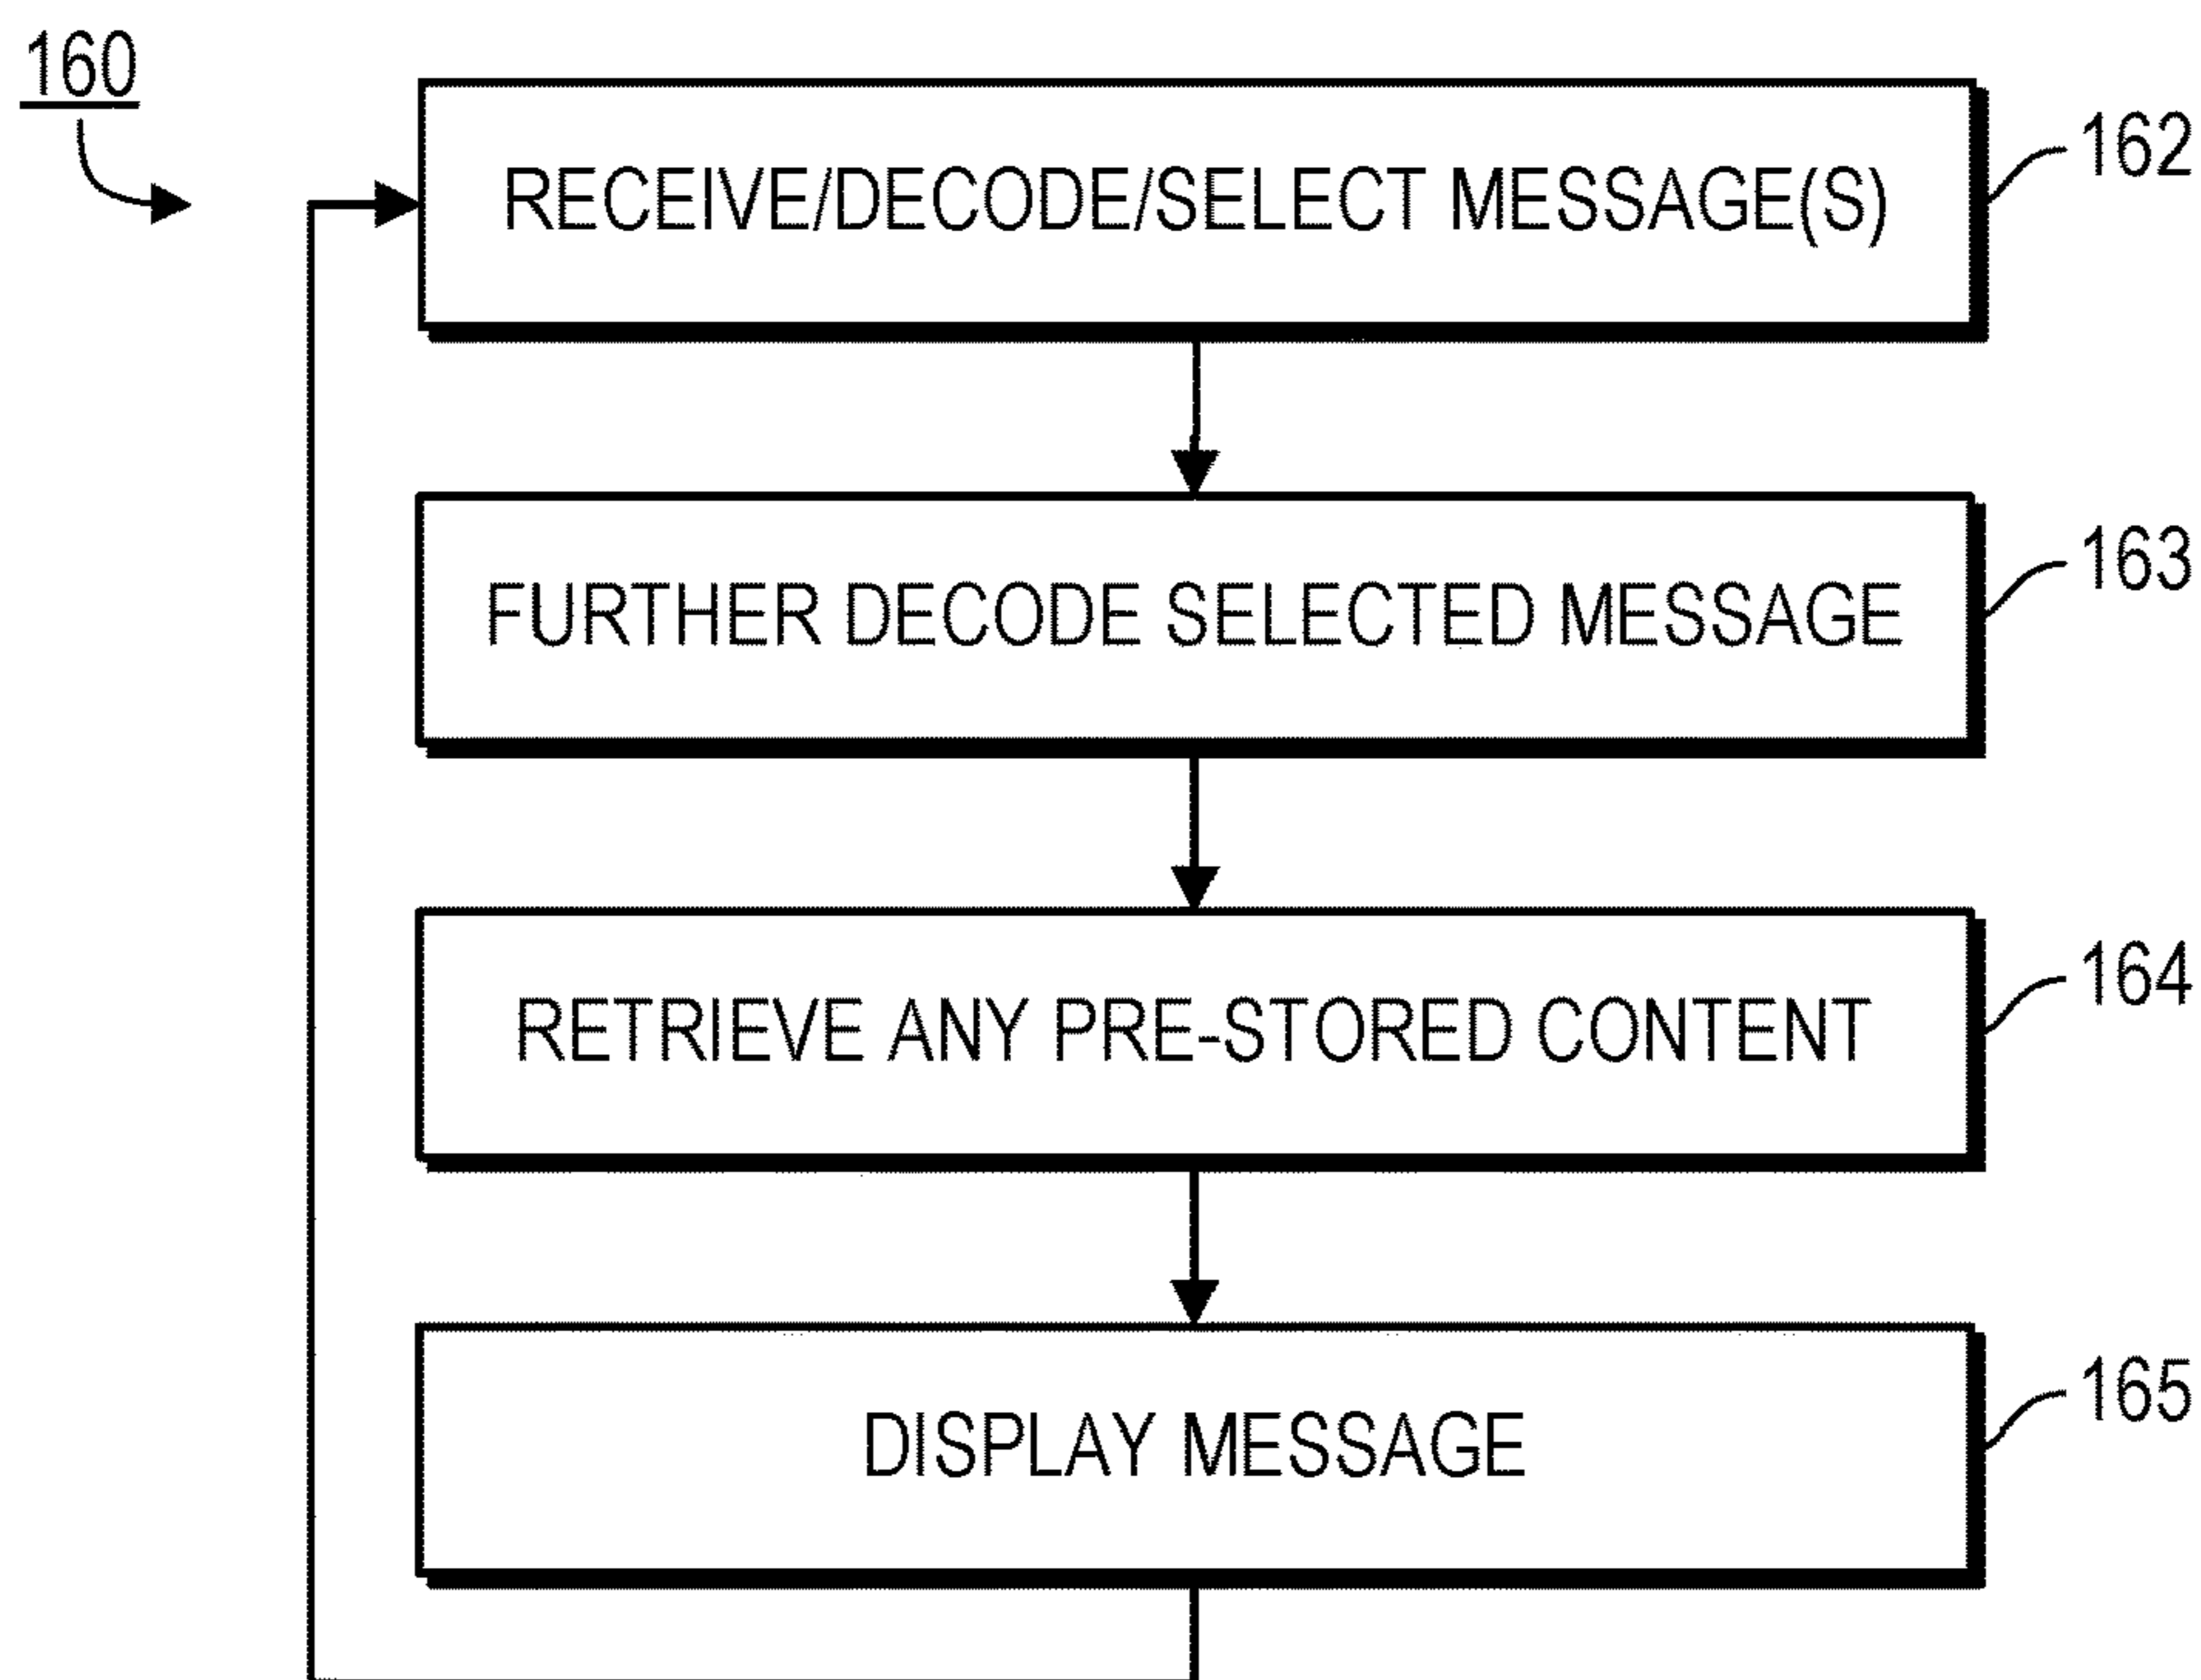 160
RECEIVE/DECODE/SELECT MESSAGE(S)
162
FURTHER DECODE SELECTED MESSAGE
163
RETRIEVE ANY PRE-STORED CONTENT
164
DISPLAY MESSAGE
165